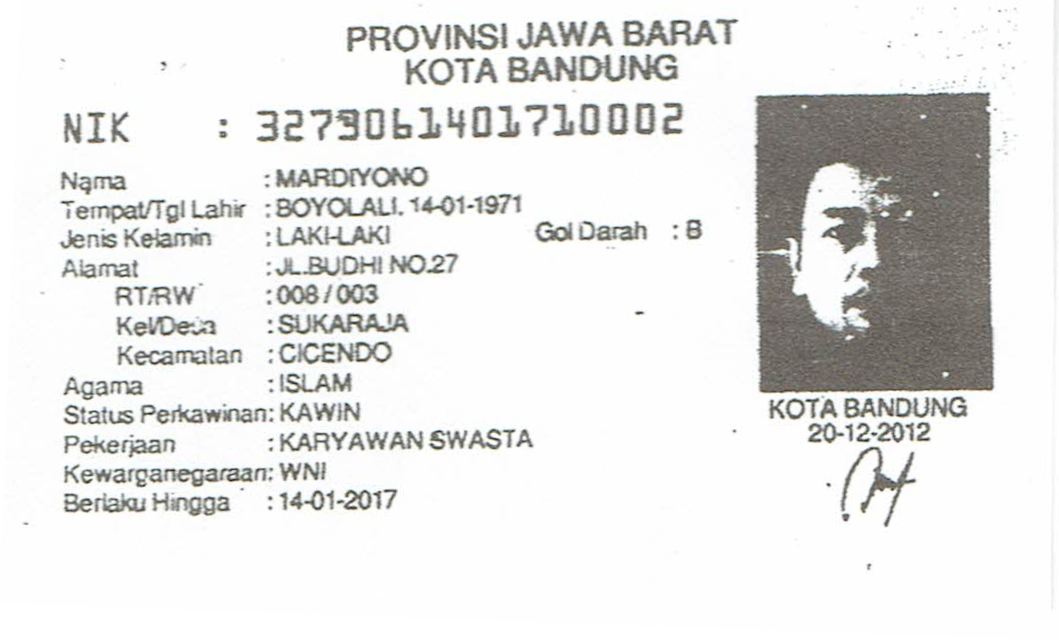 PROVINSI JAWA BARAT
KOTA BANDUNG
NIK : 3273061401710002
Nama : MARDIYONO
Tempat/Tgl Lahir : BOYOLALI, 14-01-1971
Jenis Kelamin : LAKI-LAKI Gol Darah : B
Alamat : JL.BUDHI NO.27
RT/RW : 008 / 003
Kel/Desa : SUKARAJA
Kecamatan : CICENDO
Agama : ISLAM
Status Perkawinan: KAWIN
Pekerjaan : KARYAWAN SWASTA
Kewarganegaraan: WNI
Berlaku Hingga : 14-01-2017
KOTA BANDUNG
20-12-2012